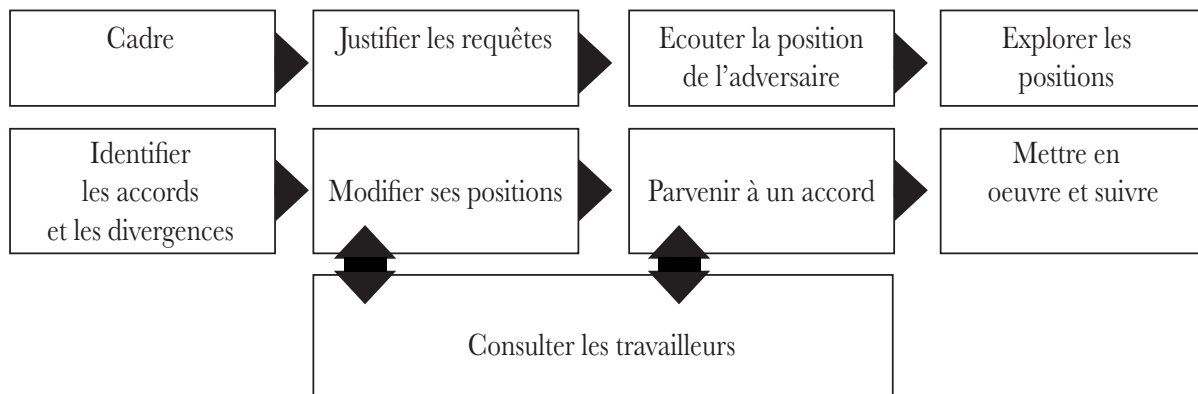 Cadre
Justifier les requêtes
Ecouter la position
de l’adversaire
Explorer les
positions
Identifier
les accords
et les divergences
Modifier ses positions
Parvenir à un accord
Mettre en
oeuvre et suivre
Consulter les travailleurs